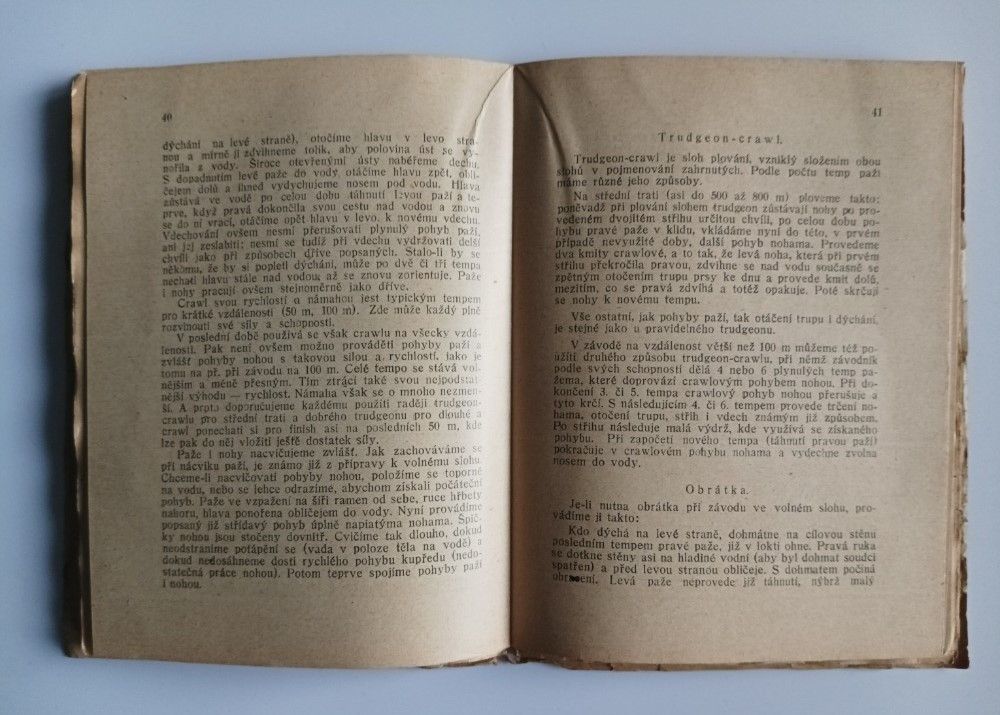 40
dýchání na levé straně), otočíme hlavu v levo stra-
nou a mírně ji zdvihneme tolik, aby polovina úst se vy-
nořila z vody. Široce otevřenými ústy nabéřeme dechu.
S dopadnutím levé paže do vody otáčíme hlavu zpět, obli-
čejem dolů a ihned vydychujeme nosem pod vodu. Hlava
zůstává ve vodě po celou dobu táhnutí levou paží a te-
prve, když pravá dokončila svou cestu nad vodou a znovu
se do ní vrací, otáčíme opět hlavu v levo, k novému vdechu.
Vdechování ovšem nesmí přerušovati plynulý pohyb paží,
ani jej zeslabiti; nesmí se tudíž při vdechu vydržovati delší
chvíli jako při způsobech dříve popsaných. Stalo-li by se
někomu, že by si popletl dýchání, může po dvě či tři tempa
nechati hlavu stále nad vodou až se znovu zorientuje. Paže
i nohy pracují ovšem stejnoměrně jako dříve.
Crawl svou rychlostí a námahou jest typickým tempem
pro krátké vzdálenosti (50 m, 100 m). Zde může každý plně
rozvinouti své síly a schopnosti.
V poslední době používá se však crawlu na všecky vzdá-
lenosti. Pak není ovšem možno prováděti pohyby paží a
zvlášť pohyby nohou s takovou silou a rychlostí, jako je
tomu na př. při závodu na 100 m. Celé tempo se stává vol-
nějším a méně přesným. Tím ztrácí také svou nejpodstat-
nější výhodu — rychlost. Námaha však se o mnoho nezmen-
ší. A proto doporučujeme každému použíti raději trudgeon-
crawlu pro střední trati a dobrého trudgeonu pro dlouhé a
crawl ponechati si pro finish asi na posledních 50 m, kde
lze pak do něj vložiti ještě dostatek síly.
Paže i nohy nacvičujeme zvlášť. Jak zachováváme se
při nácviku paží, je známo již z přípravy k volnému slohu.
Chceme-li nacvičovati pohyby nohou, položíme se toporně
na vodu, nebo se lehce odrazíme, abychom získali počáteční
pohyb. Paže ve vzpažení na šíři ramen od sebe, ruce hřbety
nahoru, hlava ponořena obličejem do vody. Nyní provádíme
popsaný již střídavý pohyb úplně napiatýma nohama. Špič-
ky nohou jsou stočeny dovnitř. Cvičíme tak dlouho, dokud
neodstraníme potápění se (vada v poloze těla na vodě) a
dokud nedosáhneme dosti rychlého pohybu kupředu (nedo-
statečná práce nohou). Potom teprve spojíme pohyby paží
i nohou.
41
Trudgeon-crawl.
Trudgeon-crawl je sloh plování, vzniklý složením obou
slohů v pojmenování zahrnutých. Podle počtu temp paží
máme různé jeho způsoby.
Na střední trati (asi do 500 až 800 m) ploveme takto:
poněvadž při plování slohem trudgeon zůstávají nohy po pro-
vedeném dvojitém střihu určitou chvíli, po celou dobu po-
hybu pravé paže v klidu, vkládáme nyní do této, v prvém
případě nevyužité doby, další pohyb nohama. Provedeme
dva kmity crawlové, a to tak, že levá noha, která při prvém
střihu překročila pravou, zdvihne se nad vodu současně se
zpětným otočením trupu prsy ke dnu a provede kmit dolů,
mezitím, co se pravá zdvíhá a totéž opakuje. Poté skrčují
se nohy k novému tempu.
Vše ostatní, jak pohyby paží, tak otáčení trupu i dýchání,
je stejné jako u pravidelného trudgeonu.
V závodě na vzdálenost větší než 100 m můžeme též po-
užíti druhého způsobu trudgeon-crawlu, při němž závodník
podle svých schopností dělá 4 nebo 6 plynulých temp pa-
žema, které doprovází crawlovým pohybem nohou. Při do-
končení 3. či 5. tempa crawlový pohyb nohou přerušuje a
tyto krčí. S následujícím 4. či 6. tempem provede trčení no-
hama, otočení trupu, střih i vdech známým již způsobem.
Po střihu následuje malá výdrž, kde využívá se získaného
pohybu. Při započetí nového tempa (táhnutí pravou paží)
pokračuje v crawlovém pohybu nohama a vydechne zvolna
nosem do vody.
Obrátka.
Je-li nutna obrátka při závodu ve volném slohu, pro-
vádíme ji takto:
Kdo dýchá na levé straně, dohmátne na cílovou stěnu
posledním tempem pravé paže, již v lokti ohne. Pravá ruka
se dotkne stěny asi na hladině vodní (aby byl dohmat soudci
spatřen) a před levou stranou obličeje. S dohmatem počíná
obrácení. Levá paže neprovede již táhnutí, nýbrž malý